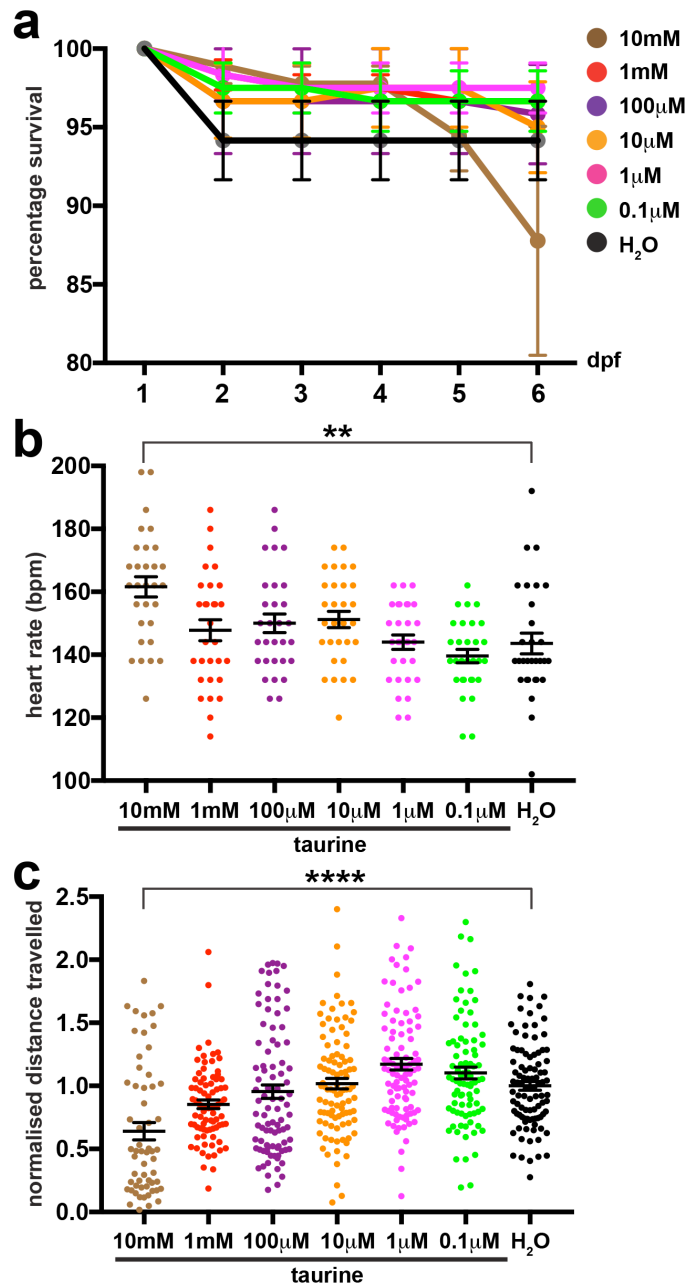 a
percentage survival
100
95
90
85
80
1 2 3 4 5 6
dpf
10mM
1mM
100μM
10μM
1μM
0.1μM
H₂O
b
**
heart rate (bpm)
200
180
160
140
120
100
10mM 1mM 100μM 10μM 1μM 0.1μM H₂O
taurine
c
****
normalised distance travelled
2.5
2.0
1.5
1.0
0.5
0.0
10mM 1mM 100μM 10μM 1μM 0.1μM H₂O
taurine